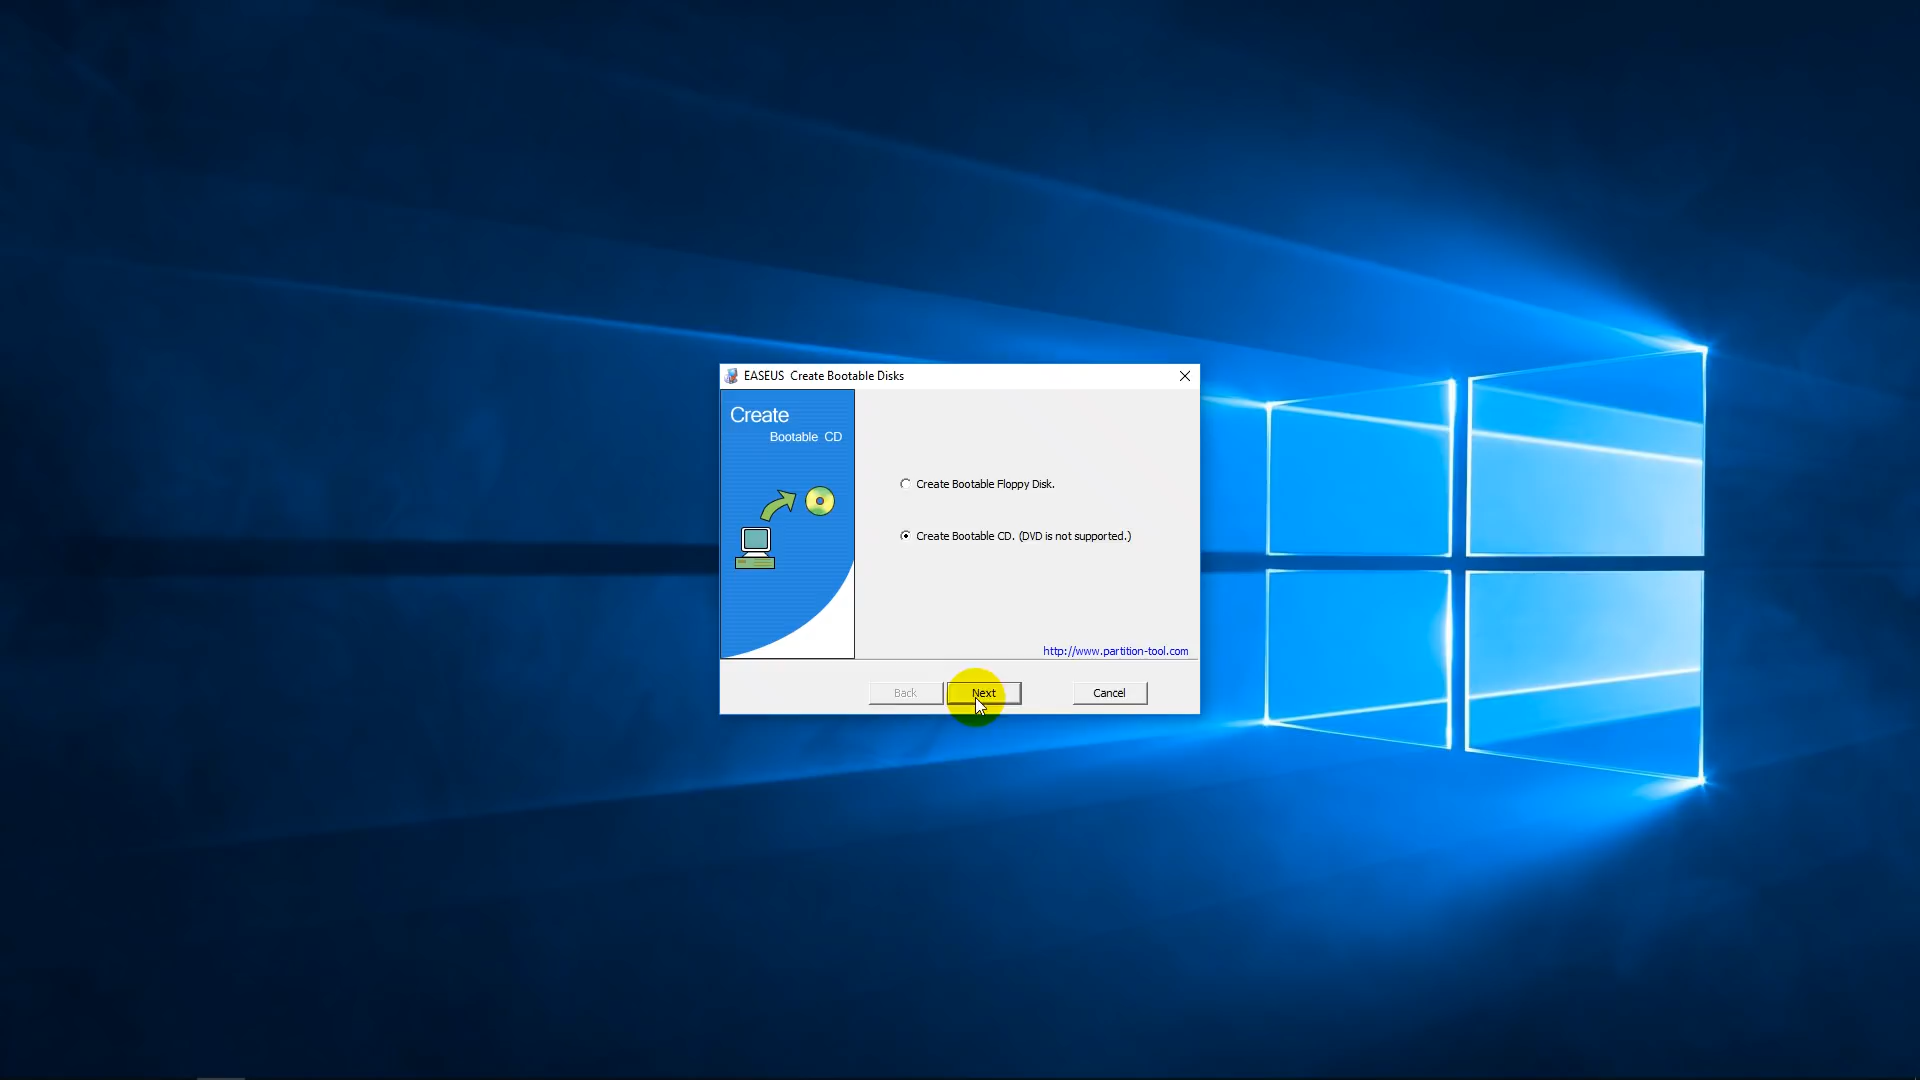 EASEUS Create Bootable Disks
Create
Bootable CD
Create Bootable Floppy Disk.
Create Bootable CD. (DVD is not supported.)
http://www.partition-tool.com
Back Next Cancel